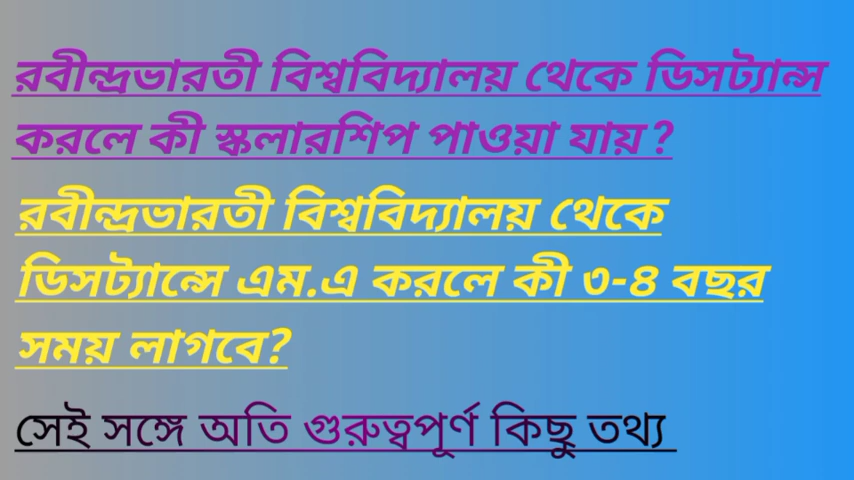 রবীন্দ্রভারতী বিশ্ববিদ্যালয় থেকে ডিসট্যান্স
করলে কী স্কলারশিপ পাওয়া যায় ?
রবীন্দ্রভারতী বিশ্ববিদ্যালয় থেকে
ডিসট্যান্সে এম.এ করলে কী ৩-৪ বছর
সময় লাগবে?
সেই সঙ্গে অতি গুরুত্বপূর্ণ কিছু তথ্য